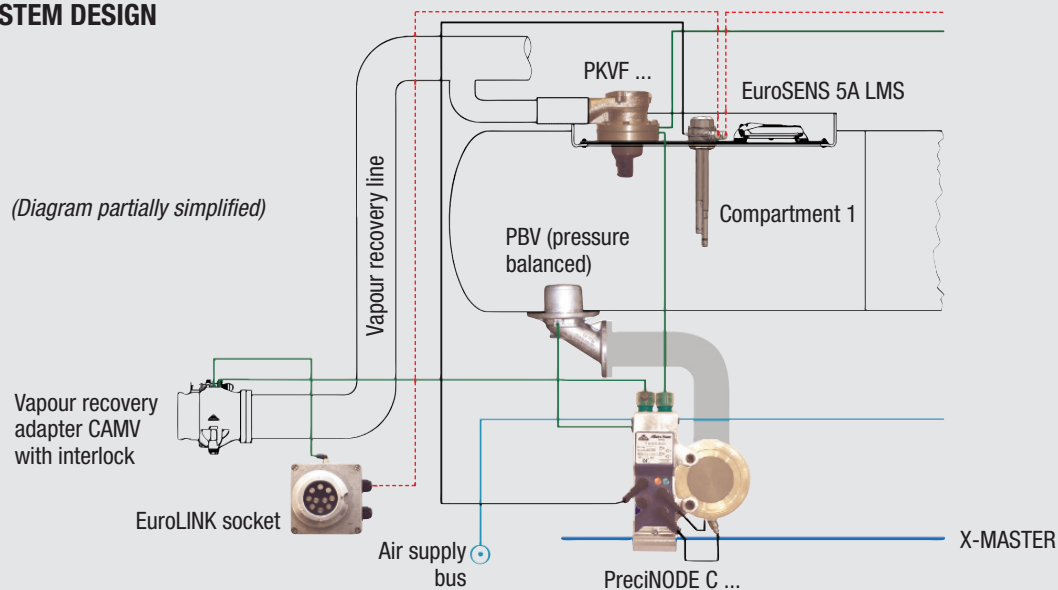 STEM DESIGN
PKVF ...
EuroSENS 5A LMS
(Diagram partially simplified)
Vapour recovery line
Compartment 1
PBV (pressure
balanced)
Vapour recovery
adapter CAMV
with interlock
EuroLINK socket
Air supply
bus
X-MASTER
PreciNODE C ...